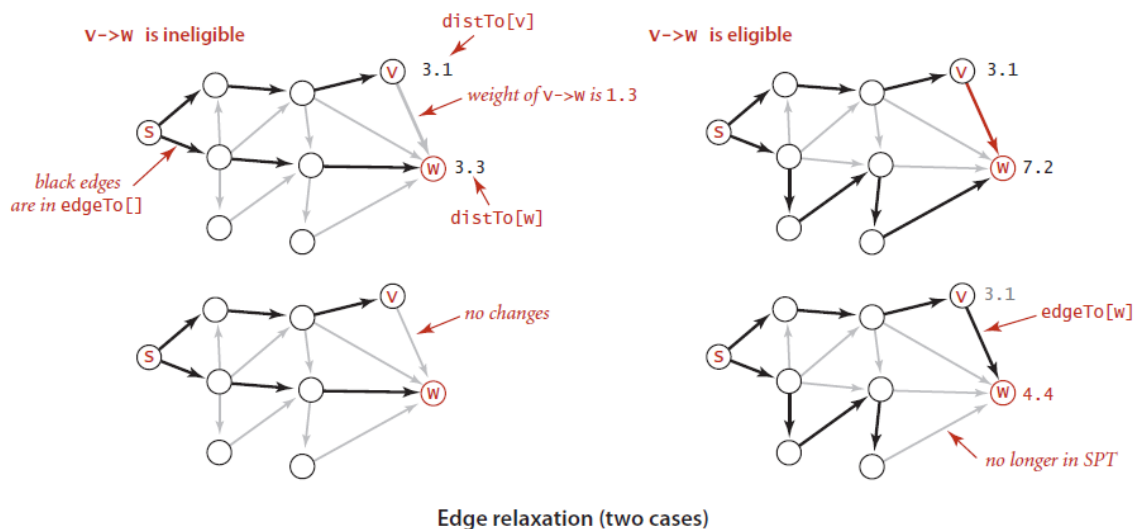 v->w is ineligible
distTo[v]
v
3.1
weight of v->w is 1.3
s
w
3.3
black edges
are in edgeTo[]
distTo[w]
v->w is eligible
v
3.1
s
w
7.2
v
no changes
s
w
v
3.1
edgeTo[w]
s
w
4.4
no longer in SPT
Edge relaxation (two cases)